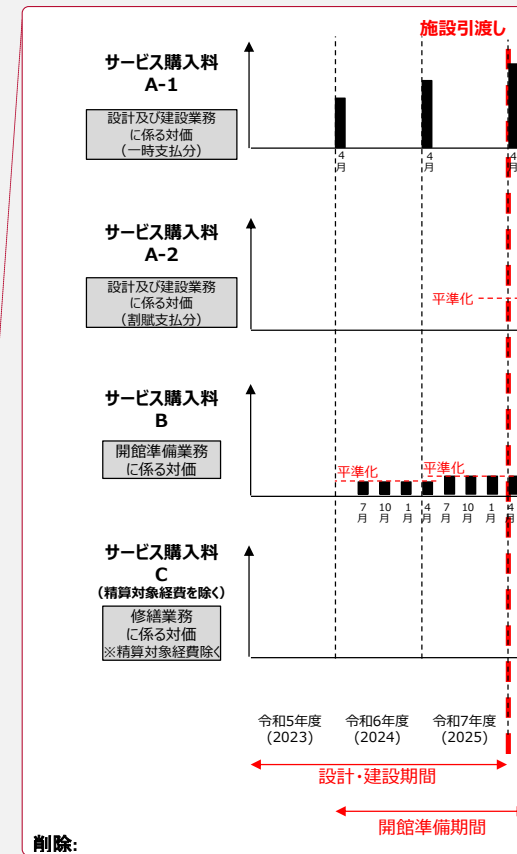 施設引渡し
サービス購入料
A-1
設計及び建設業務
に係る対価
(一時支払分)
4
月
4
月
4
月
サービス購入料
A-2
設計及び建設業務
に係る対価
(割賦支払分)
平準化
サービス購入料
B
開館準備業務
に係る対価
平準化
平準化
7
月
10
月
1
月
4
月
7
月
10
月
1
月
4
月
サービス購入料
C
(精算対象経費を除く)
修繕業務
に係る対価
※精算対象経費除く
令和5年度
(2023)
令和6年度
(2024)
令和7年度
(2025)
設計・建設期間
開館準備期間
削除: